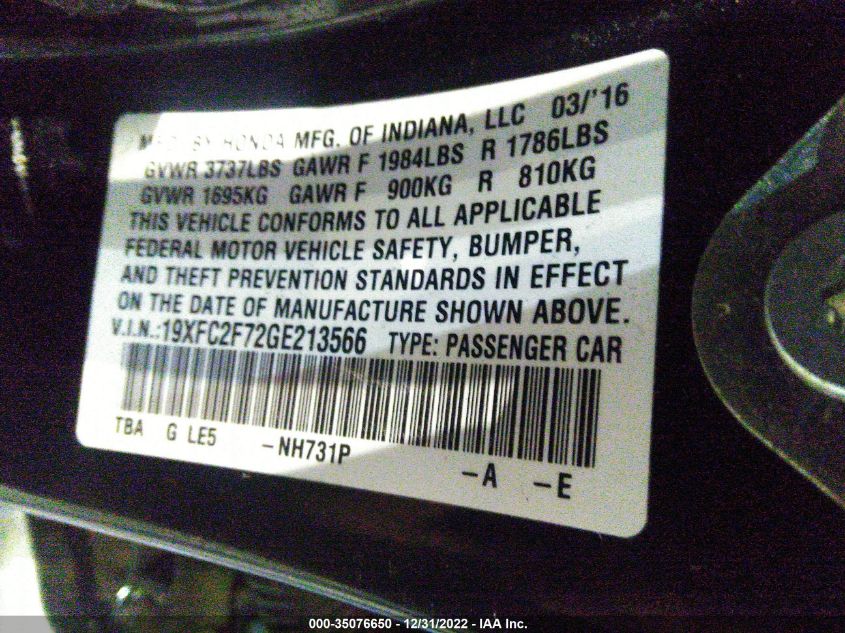 MFD. BY HONDA MFG. OF INDIANA, LLC 03/'16
GVWR 3737LBS GAWR F 1984LBS R 1786LBS
GVWR 1695KG GAWR F 900KG R 810KG
THIS VEHICLE CONFORMS TO ALL APPLICABLE
FEDERAL MOTOR VEHICLE SAFETY, BUMPER,
AND THEFT PREVENTION STANDARDS IN EFFECT
ON THE DATE OF MANUFACTURE SHOWN ABOVE.
V.I.N.:19XFC2F72GE213566 TYPE: PASSENGER CAR
TBA G LE5 -NH731P -A -E
000-35076650 - 12/31/2022 - IAA Inc.